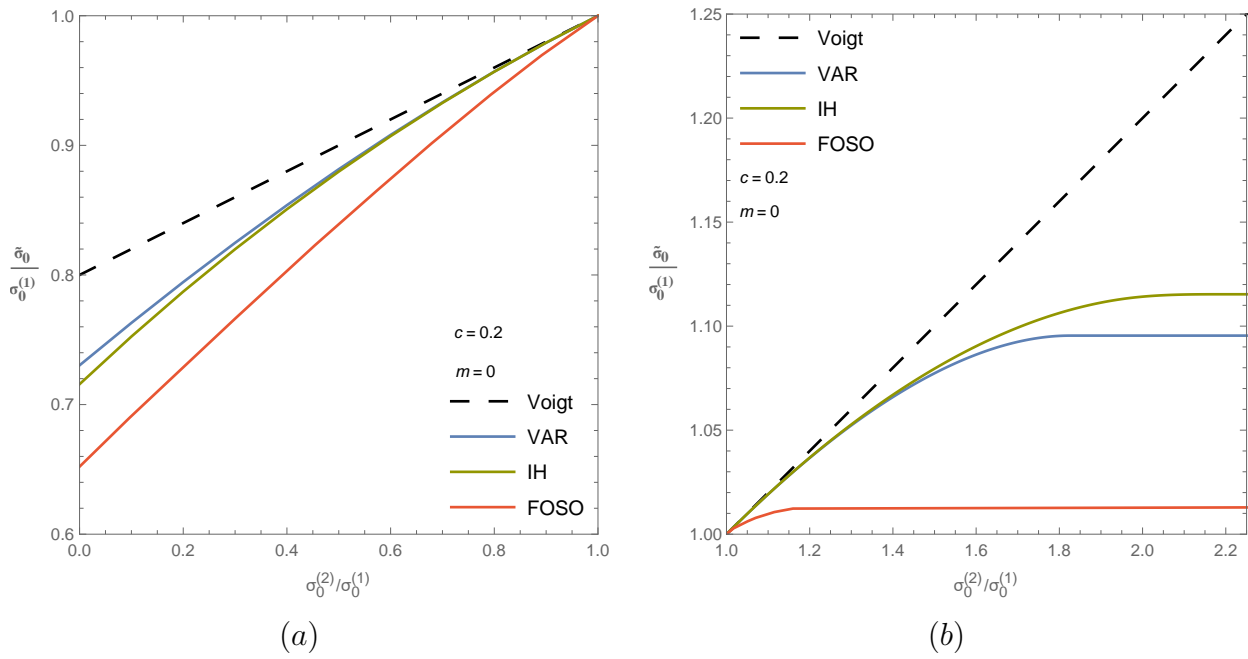 1.0
0.9
0.8
0.7
0.6
0.0 0.2 0.4 0.6 0.8 1.0
σ̃₀
σ₀⁽¹⁾
c = 0.2
m = 0
Voigt
VAR
IH
FOSO
σ₀⁽²⁾/σ₀⁽¹⁾
(a)
1.25
1.20
1.15
1.10
1.05
1.00
1.0 1.2 1.4 1.6 1.8 2.0 2.2
σ̃₀
σ₀⁽¹⁾
Voigt
VAR
IH
FOSO
c = 0.2
m = 0
σ₀⁽²⁾/σ₀⁽¹⁾
(b)